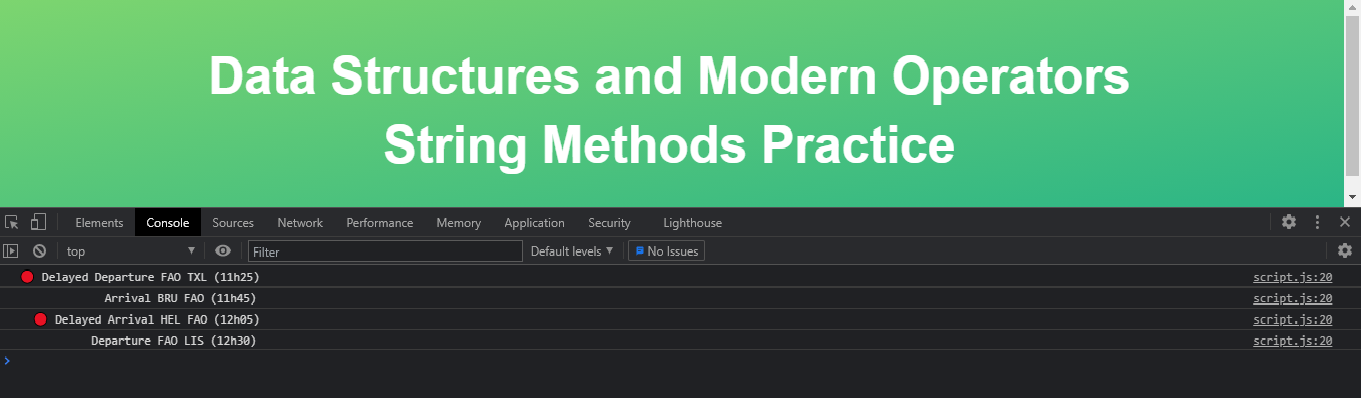 Data Structures and Modern Operators
String Methods Practice
Elements Console Sources Network Performance Memory Application Security Lighthouse
top Filter Default levels No Issues
Delayed Departure FAO TXL (11h25) script.js:20
Arrival BRU FAO (11h45) script.js:20
Delayed Arrival HEL FAO (12h05) script.js:20
Departure FAO LIS (12h30) script.js:20